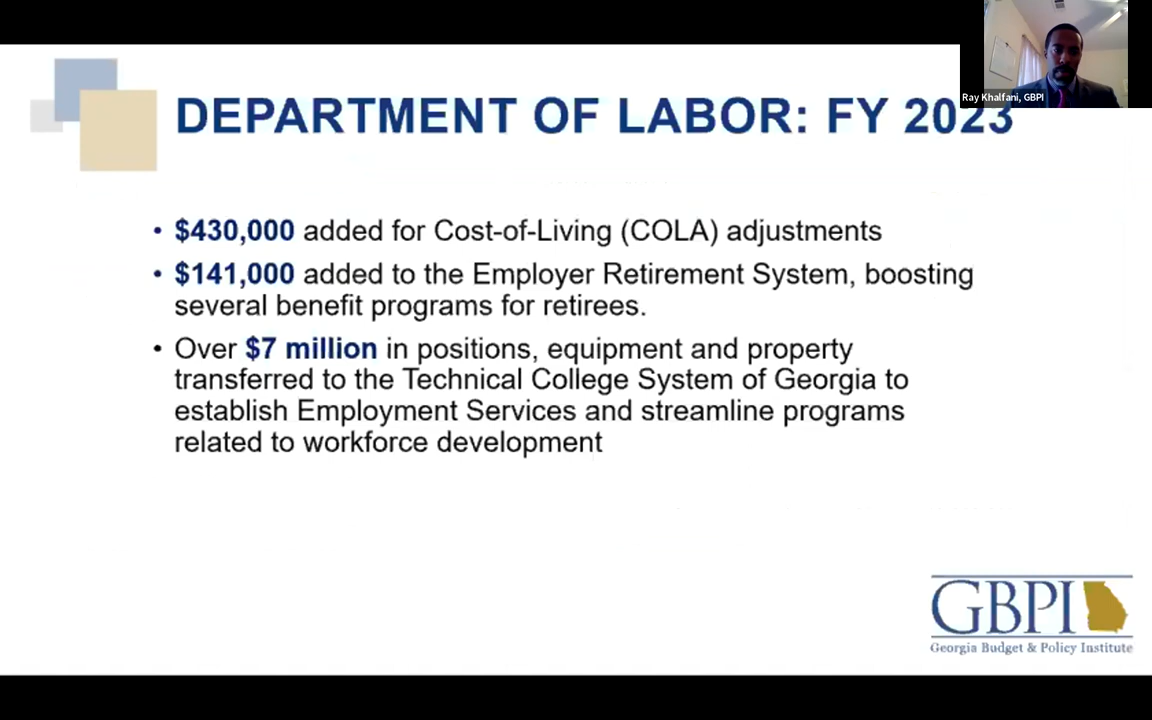 Ray Khalfani, GBPI
DEPARTMENT OF LABOR: FY 2023
• $430,000 added for Cost-of-Living (COLA) adjustments
• $141,000 added to the Employer Retirement System, boosting
several benefit programs for retirees.
• Over $7 million in positions, equipment and property
transferred to the Technical College System of Georgia to
establish Employment Services and streamline programs
related to workforce development
GBPI
Georgia Budget & Policy Institute